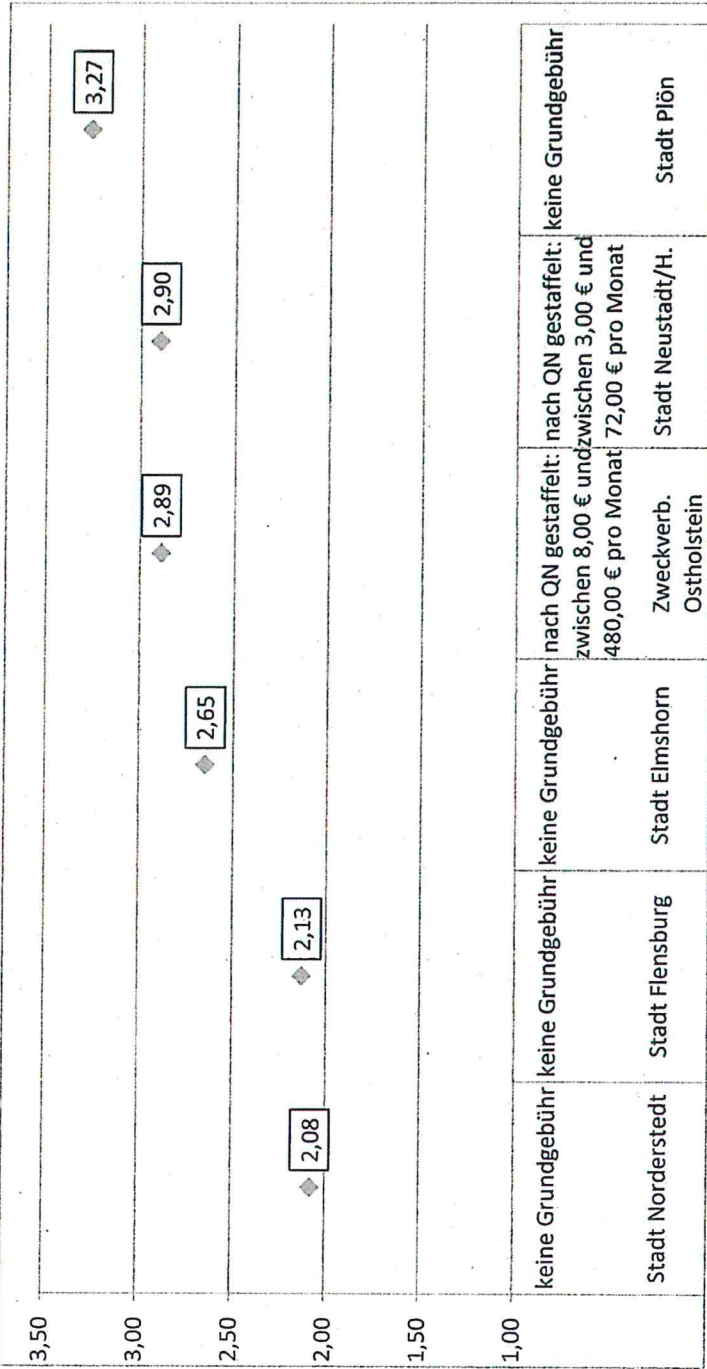 3,50
3,00
2,50
2,00
1,50
1,00
2,08
2,13
2,65
2,89
2,90
3,27
keine Grundgebühr
Stadt Norderstedt
keine Grundgebühr
Stadt Flensburg
keine Grundgebühr
Stadt Elmshorn
nach QN gestaffelt:
zwischen 8,00 € und
480,00 € pro Monat
Zweckverb.
Ostholstein
nach QN gestaffelt:
zwischen 3,00 € und
72,00 € pro Monat
Stadt Neustadt/H.
keine Grundgebühr
Stadt Plön